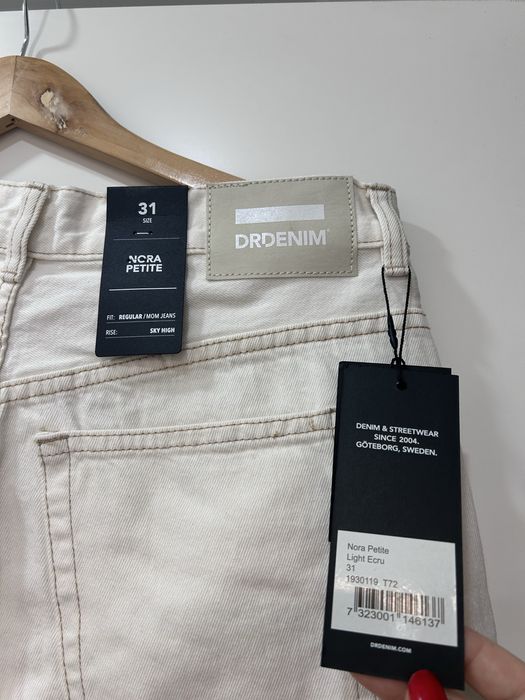 31
SIZE
NORA
PETITE
FIT: REGULAR / MOM JEANS
RISE: SKY HIGH
DRDENIM
DENIM & STREETWEAR
SINCE 2004.
GÖTEBORG, SWEDEN.
Nora Petite
Light Ecru
31
1930119 T72
7 323001 146137
DRDENIM.COM